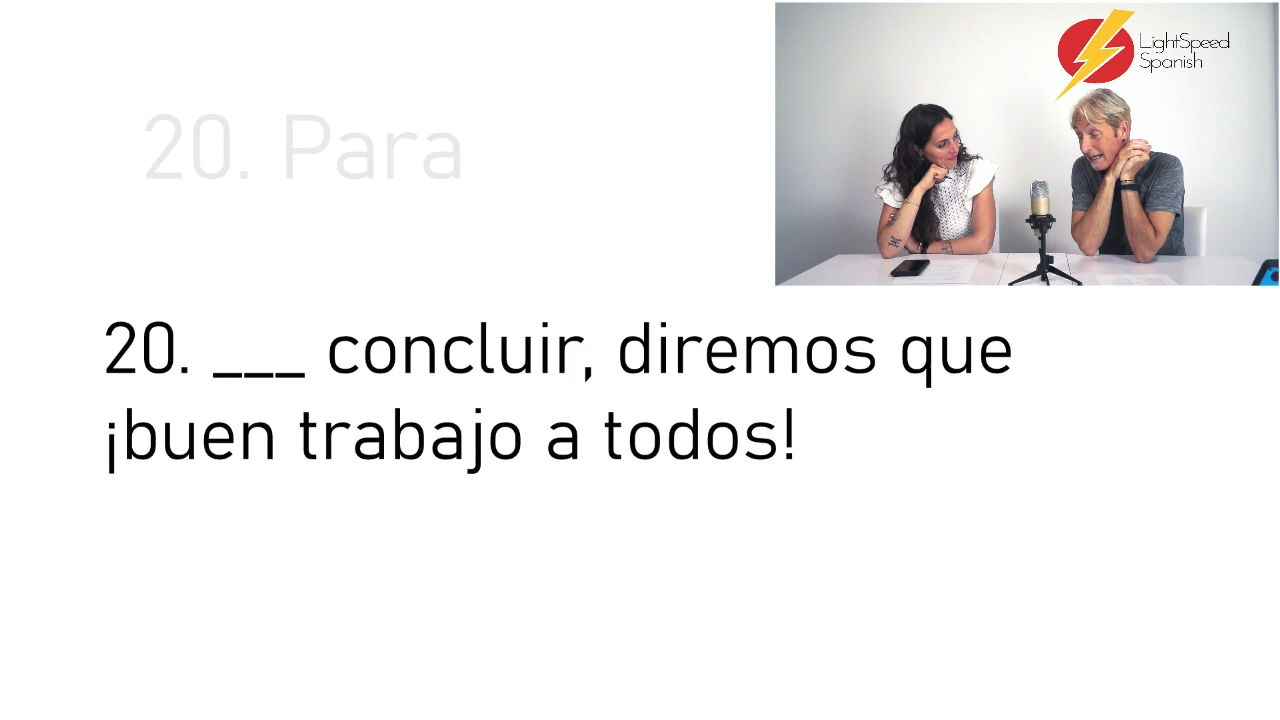 20. Para
LightSpeed
Spanish
20. ___ concluir, diremos que
¡buen trabajo a todos!